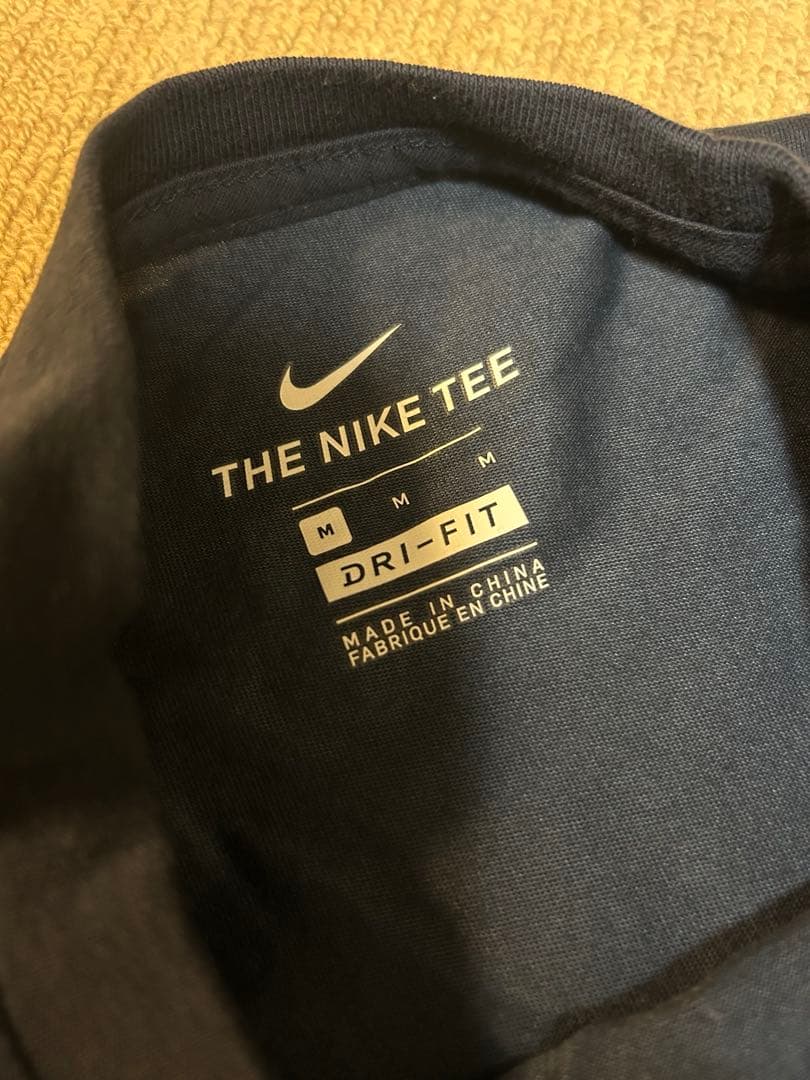 THE NIKE TEE
M M M
DRI-FIT
MADE IN CHINA
FABRIQUE EN CHINE